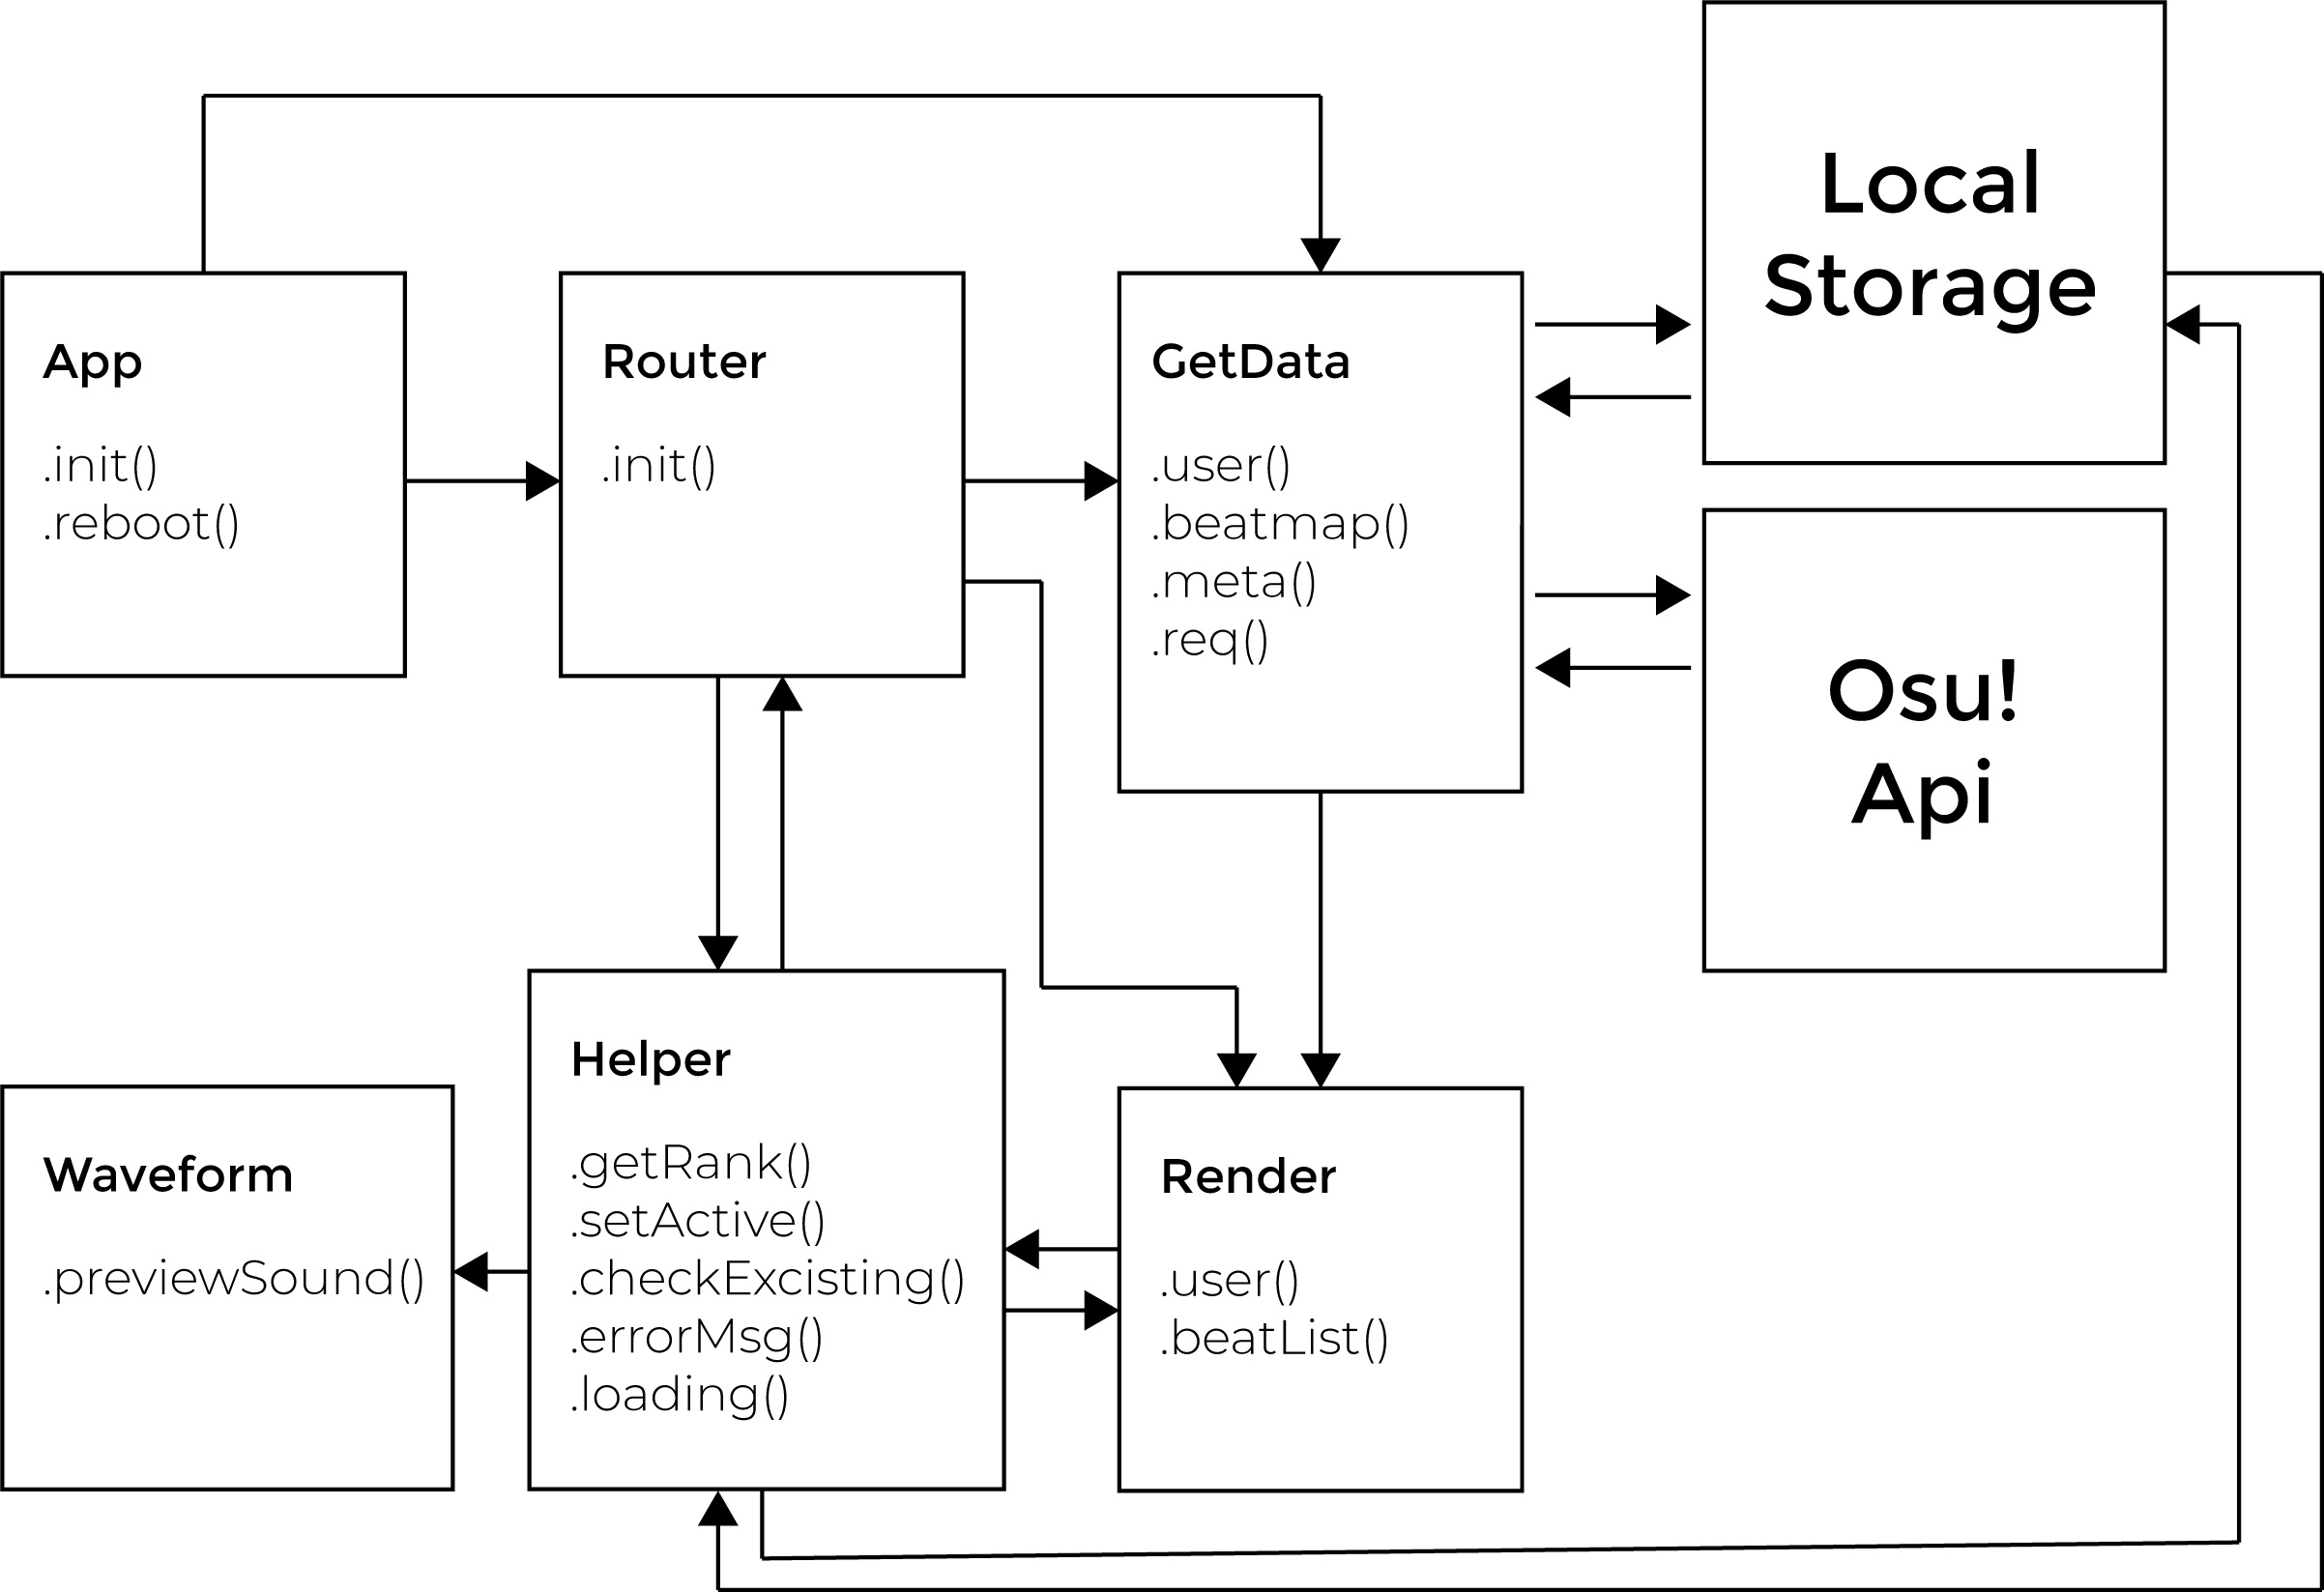 Local
Storage
App
.init()
.reboot()
Router
.init()
GetData
.user()
.beatmap()
.meta()
.req()
Osu!
Api
Helper
.getRank()
.setActive()
.checkExcisting()
.errorMsg()
.loading()
Waveform
.previewSound()
Render
.user()
.beatList()